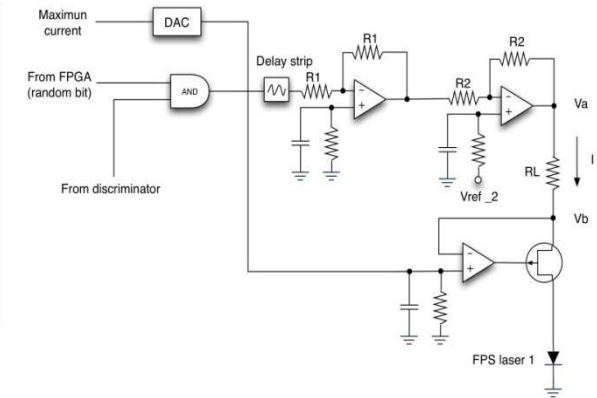 Maximun
current
DAC
From FPGA
(random bit)
AND
From discriminator
Delay strip
R1
R1
R2
R2
Vref _2
Va
RL
I
Vb
FPS laser 1